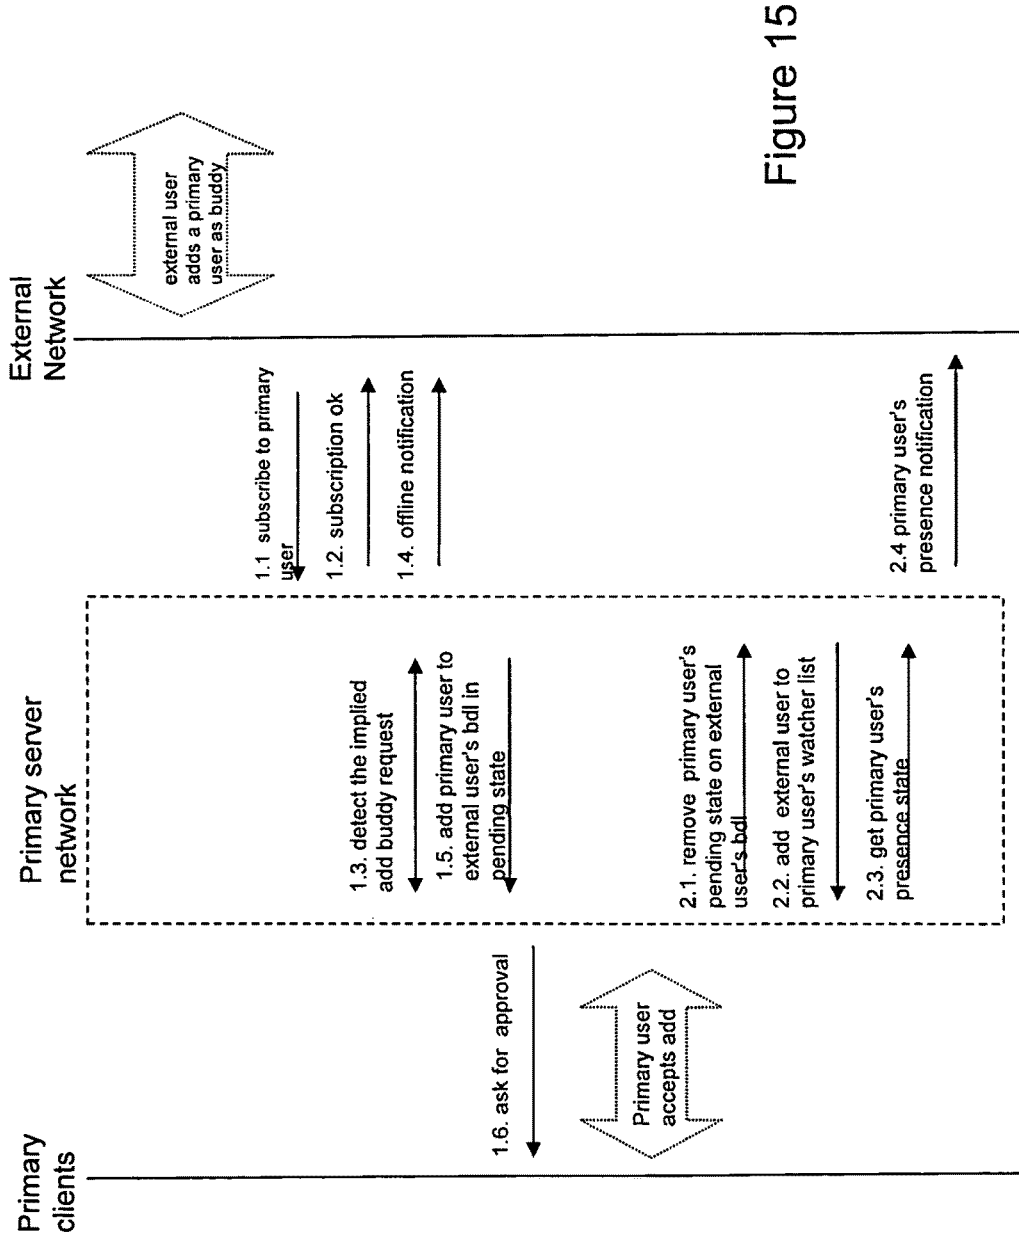 Primary
clients
Primary server
network
External
Network
external user
adds a primary
user as buddy
1.1 subscribe to primary
user
1.2. subscription ok
1.3. detect the implied
add buddy request
1.4. offline notification
1.5. add primary user to
external user's bdl in
pending state
1.6. ask for approval
Primary user
accepts add
2.1. remove primary user's
pending state on external
user's bdl
2.2. add external user to
primary user's watcher list
2.3. get primary user's
presence state
2.4 primary user's
presence notification
Figure 15